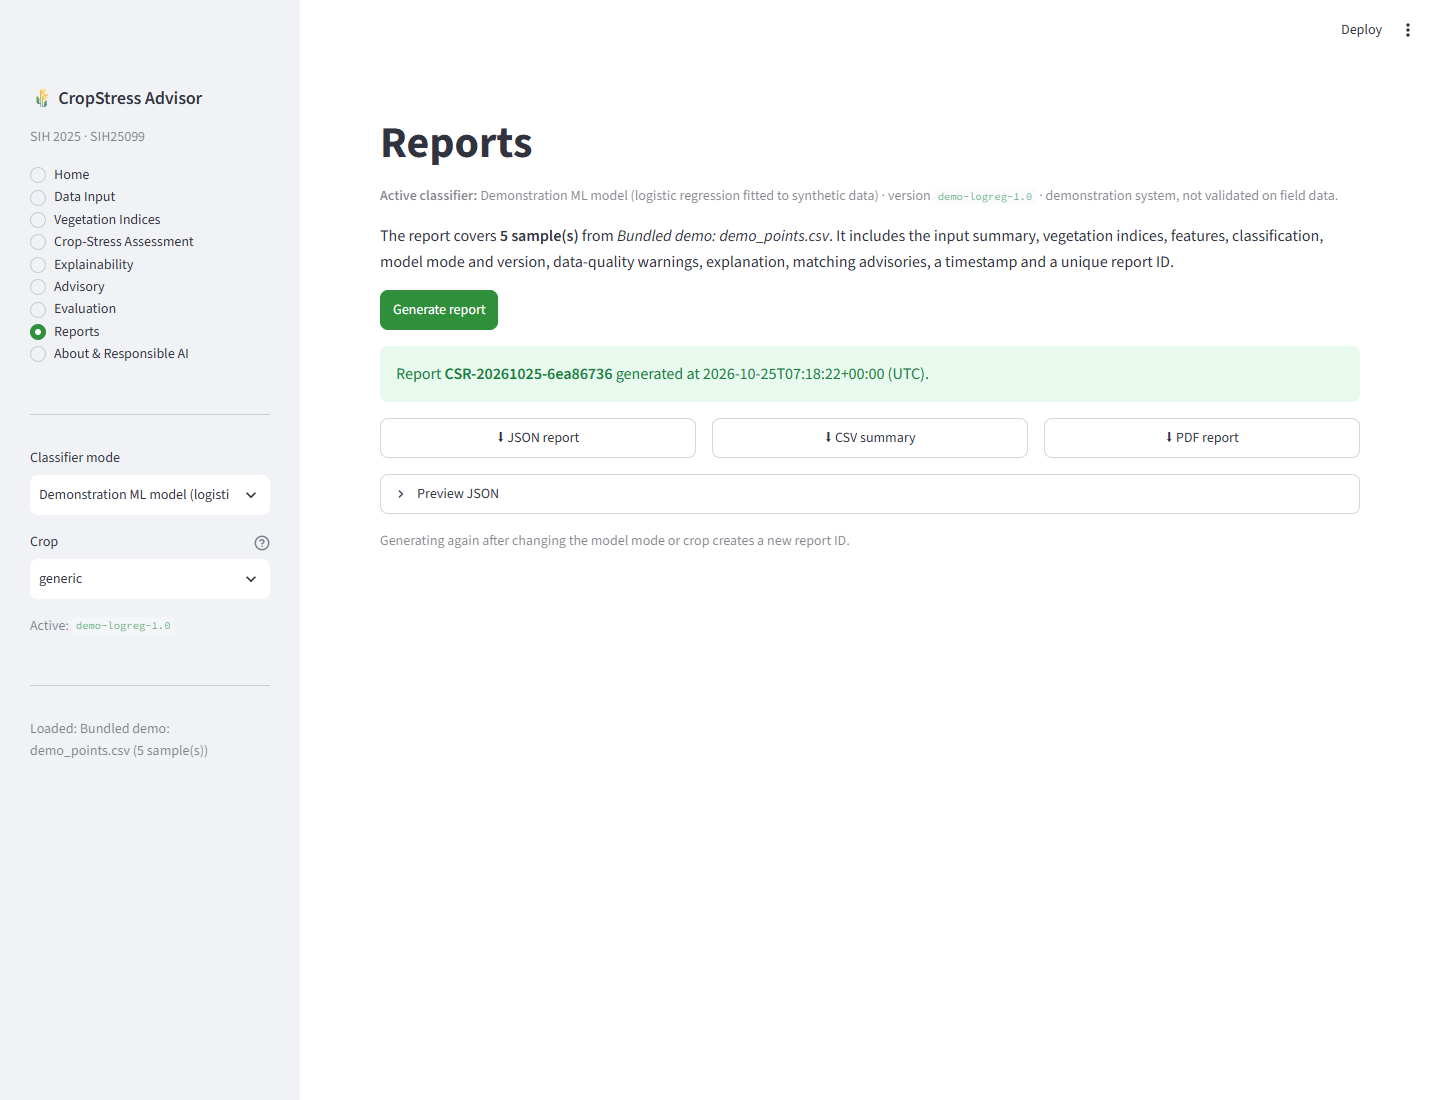 Deploy
CropStress Advisor
SIH 2025 · SIH25099
Home
Data Input
Vegetation Indices
Crop-Stress Assessment
Explainability
Advisory
Evaluation
Reports
About & Responsible AI
Classifier mode
Demonstration ML model (logisti
Crop
generic
Active: demo-logreg-1.0
Loaded: Bundled demo:
demo_points.csv (5 sample(s))
Reports
Active classifier: Demonstration ML model (logistic regression fitted to synthetic data) · version demo-logreg-1.0 · demonstration system, not validated on field data.
The report covers 5 sample(s) from Bundled demo: demo_points.csv. It includes the input summary, vegetation indices, features, classification,
model mode and version, data-quality warnings, explanation, matching advisories, a timestamp and a unique report ID.
Generate report
Report CSR-20261025-6ea86736 generated at 2026-10-25T07:18:22+00:00 (UTC).
⬇ JSON report
⬇ CSV summary
⬇ PDF report
Preview JSON
Generating again after changing the model mode or crop creates a new report ID.